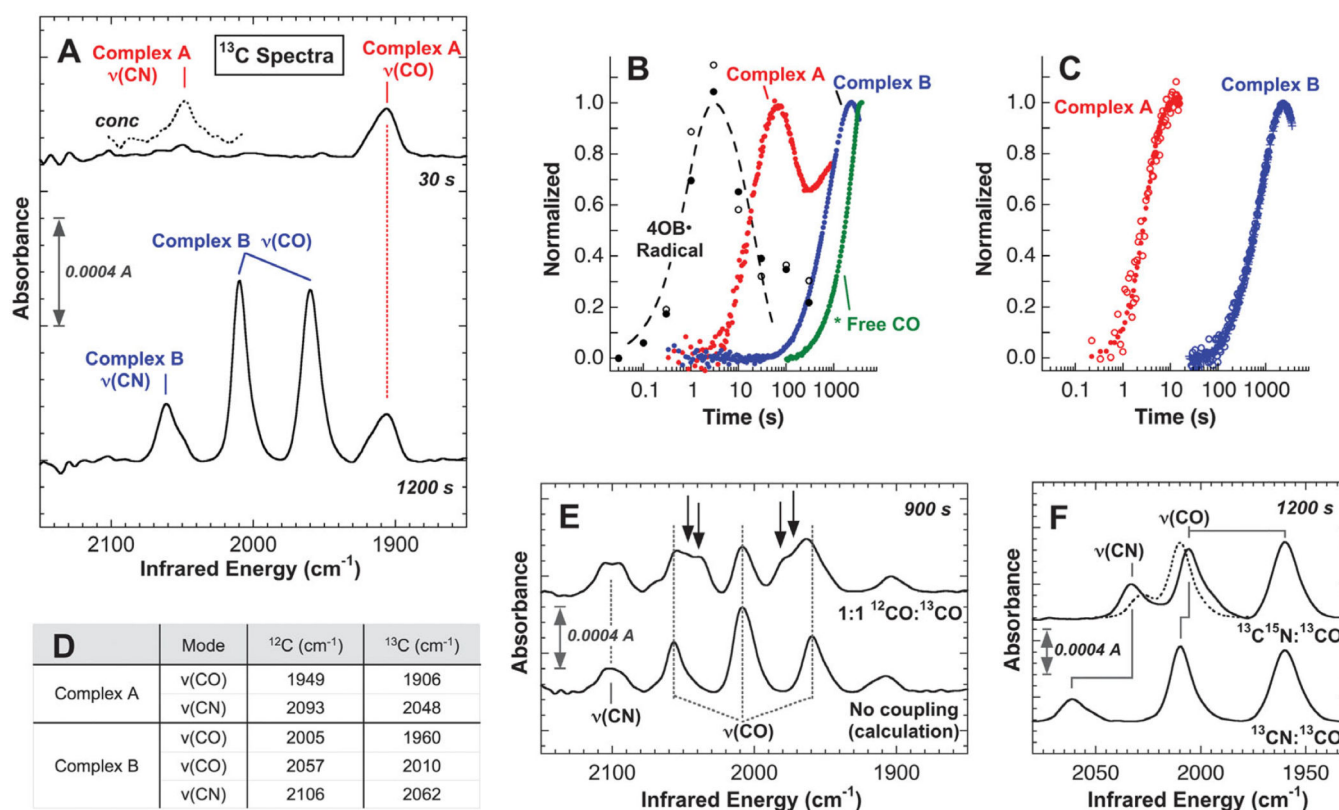 A
Complex A
ν(CN)
¹³C Spectra
Complex A
ν(CO)
conc
30 s
0.0004 A
Complex B ν(CO)
Complex B
ν(CN)
1200 s
Absorbance
2100 2000 1900
Infrared Energy (cm⁻¹)
B
Complex A
Complex B
4OB•
Radical
* Free CO
Normalized
1.0
0.8
0.6
0.4
0.2
0.0
0.1 1 10 100 1000
Time (s)
C
Complex A
Complex B
Normalized
1.0
0.8
0.6
0.4
0.2
0.0
0.1 1 10 100 1000
Time (s)
D Mode ¹²C (cm⁻¹) ¹³C (cm⁻¹)
Complex A ν(CO) 1949 1906
ν(CN) 2093 2048
Complex B ν(CO) 2005 1960
ν(CO) 2057 2010
ν(CN) 2106 2062
E
900 s
1:1 ¹²CO:¹³CO
0.0004 A
ν(CN)
ν(CO)
No coupling
(calculation)
Absorbance
2100 2000 1900
Infrared Energy (cm⁻¹)
F
1200 s
ν(CO)
ν(CN)
¹³C¹⁵N:¹³CO
0.0004 A
¹³CN:¹³CO
Absorbance
2050 2000 1950
Infrared Energy (cm⁻¹)